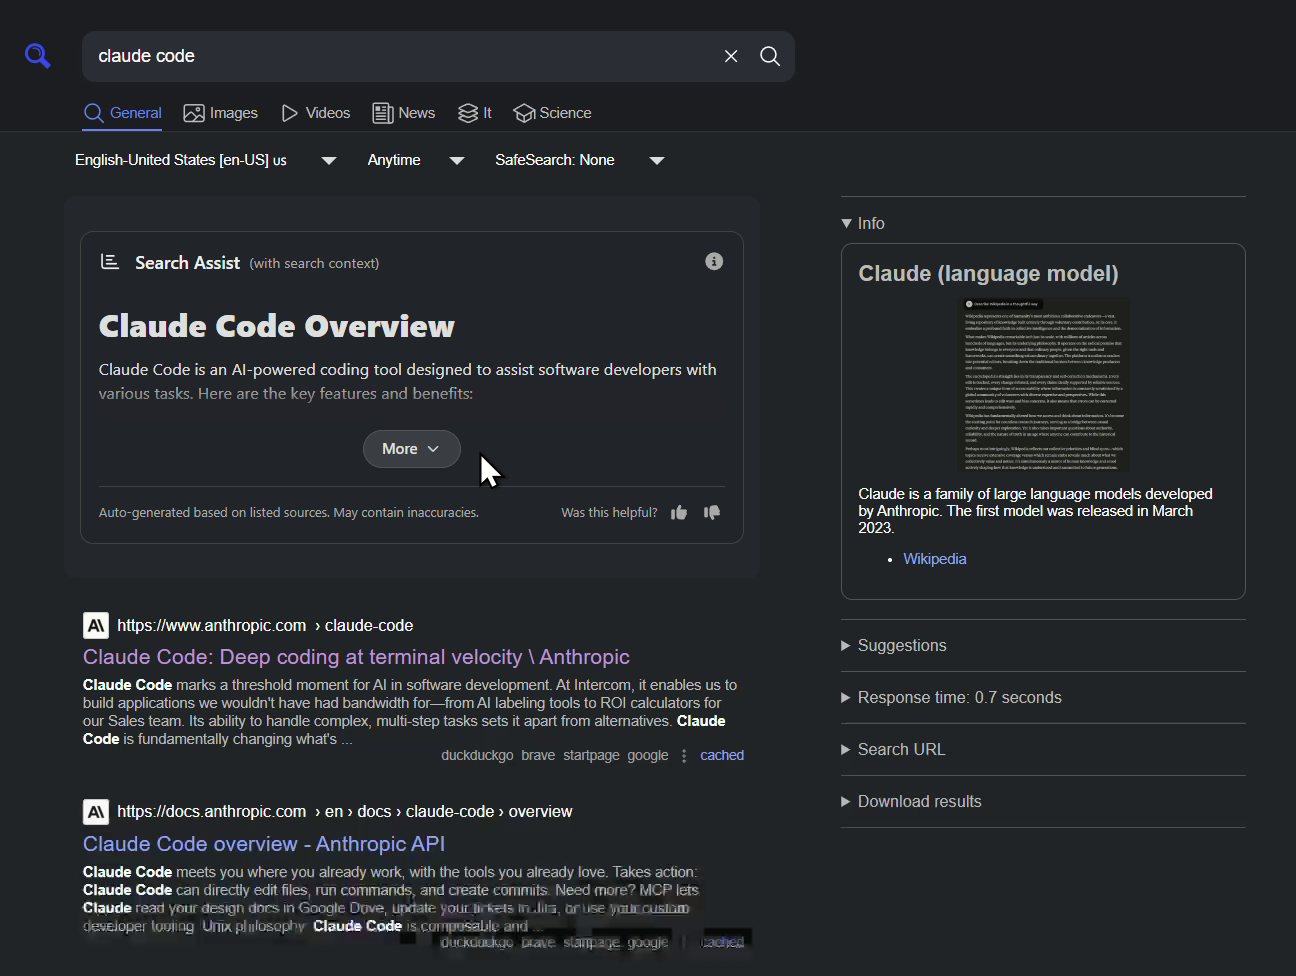 claude code
General
Images
Videos
News
It
Science
English-United States [en-US] us
Anytime
SafeSearch: None
Search Assist (with search context)
Claude Code Overview
Claude Code is an AI-powered coding tool designed to assist software developers with
various tasks. Here are the key features and benefits:
More
Auto-generated based on listed sources. May contain inaccuracies.
Was this helpful?
https://www.anthropic.com › claude-code
Claude Code: Deep coding at terminal velocity \ Anthropic
Claude Code marks a threshold moment for AI in software development. At Intercom, it enables us to
build applications we wouldn't have had bandwidth for—from AI labeling tools to ROI calculators for
our Sales team. Its ability to handle complex, multi-step tasks sets it apart from alternatives. Claude
Code is fundamentally changing what's ...
duckduckgo brave startpage google
cached
https://docs.anthropic.com › en › docs › claude-code › overview
Claude Code overview - Anthropic API
Claude Code meets you where you already work, with the tools you already love. Takes action:
Claude Code can directly edit files, run commands, and create commits. Need more? MCP lets
Claude read your design docs in Google Drive, update your tickets in Jira, or use your custom
developer tooling. Unix philosophy Claude Code is composable and ...
duckduckgo brave startpage google
cached
Info
Claude (language model)
Claude is a family of large language models developed
by Anthropic. The first model was released in March
2023.
• Wikipedia
Suggestions
Response time: 0.7 seconds
Search URL
Download results